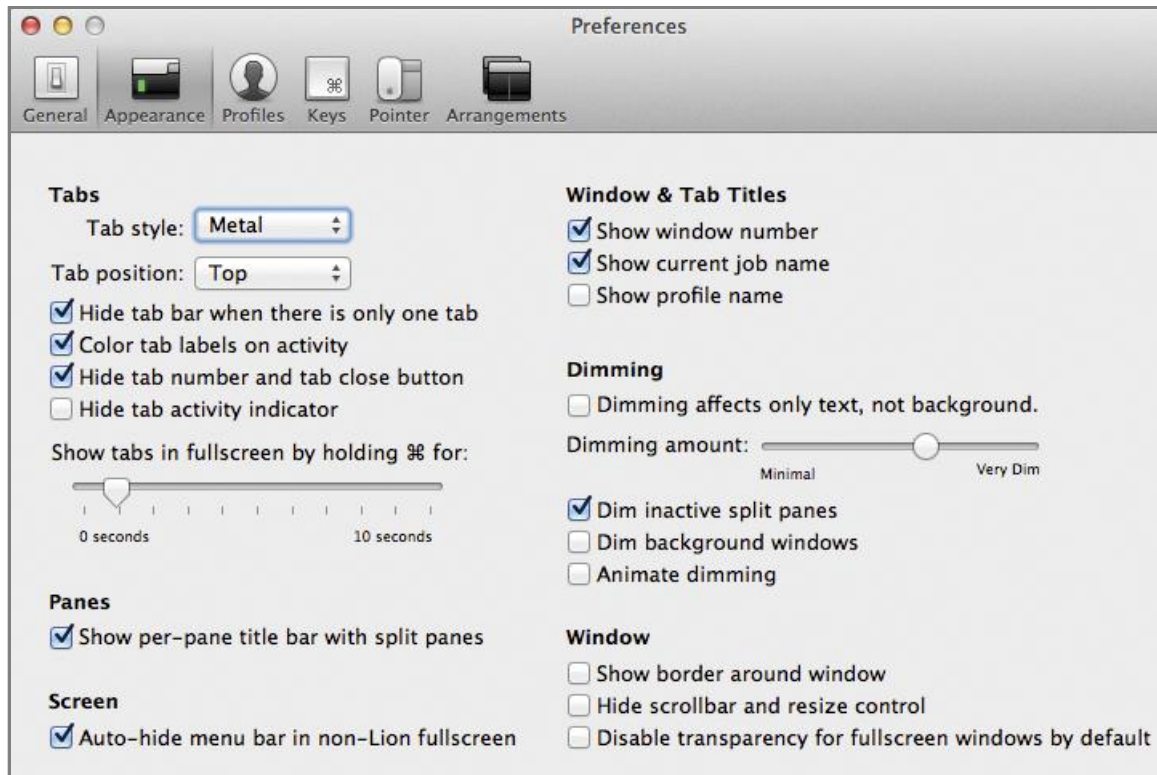 Preferences
General Appearance Profiles Keys Pointer Arrangements
Tabs
Tab style: Metal
Tab position: Top
Hide tab bar when there is only one tab
Color tab labels on activity
Hide tab number and tab close button
Hide tab activity indicator
Show tabs in fullscreen by holding ⌘ for:
0 seconds 10 seconds
Panes
Show per-pane title bar with split panes
Screen
Auto-hide menu bar in non-Lion fullscreen
Window & Tab Titles
Show window number
Show current job name
Show profile name
Dimming
Dimming affects only text, not background.
Dimming amount:
Minimal Very Dim
Dim inactive split panes
Dim background windows
Animate dimming
Window
Show border around window
Hide scrollbar and resize control
Disable transparency for fullscreen windows by default